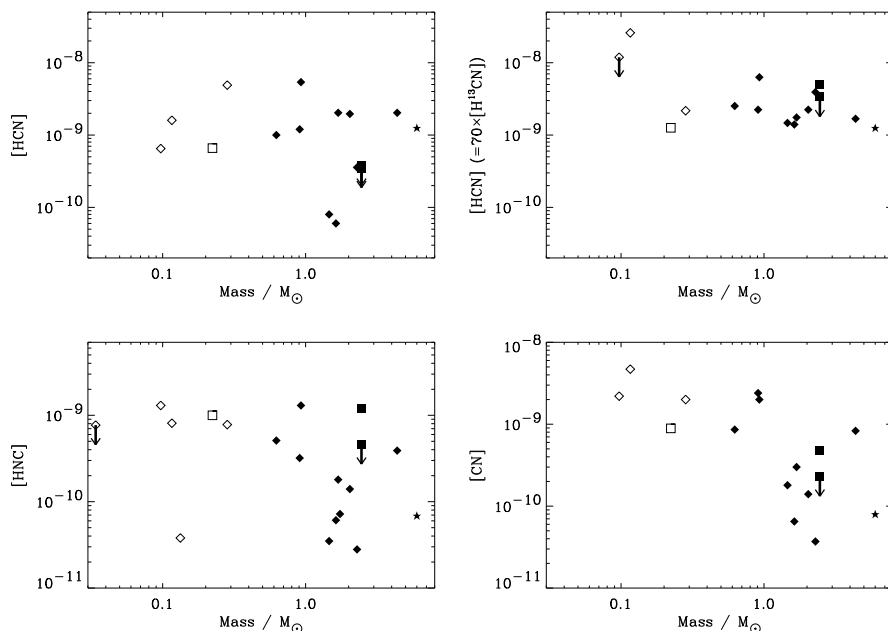 10⁻⁸
10⁻⁹
10⁻¹⁰
[HCN]
0.1 1.0
Mass / M☉
10⁻⁸
10⁻⁹
10⁻¹⁰
[HCN] (=70×[H¹³CN])
0.1 1.0
Mass / M☉
10⁻⁹
10⁻¹⁰
10⁻¹¹
[HNC]
0.1 1.0
Mass / M☉
10⁻⁸
10⁻⁹
10⁻¹⁰
10⁻¹¹
[CN]
0.1 1.0
Mass / M☉